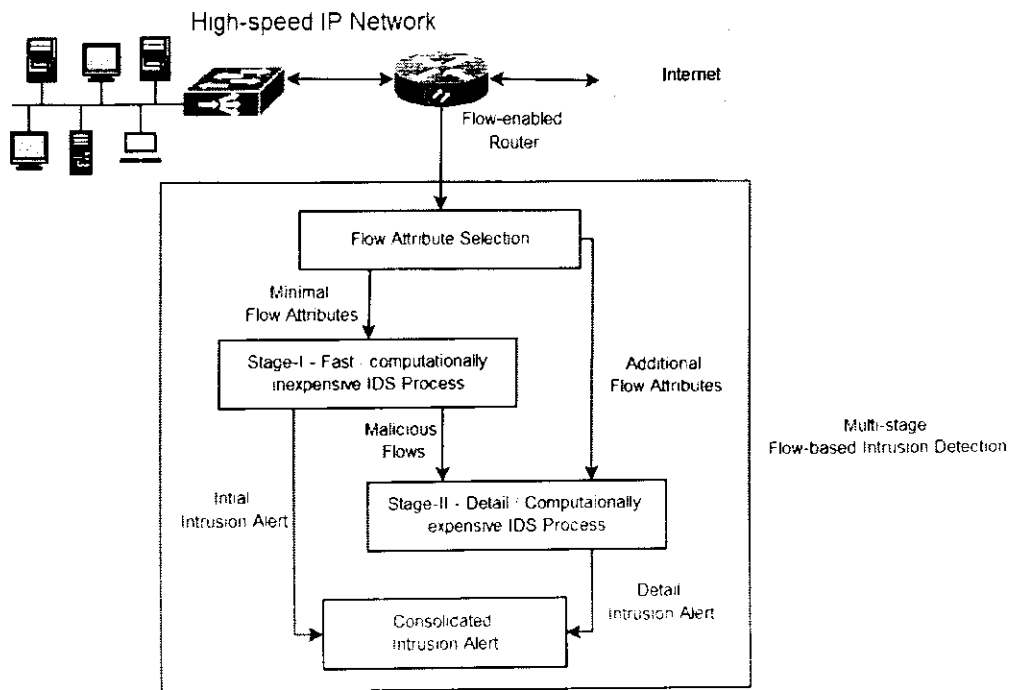 High-speed IP Network
Internet
Flow-enabled
Router
Flow Attribute Selection
Minimal
Flow Attributes
Stage-I - Fast - computationally
inexpensive IDS Process
Additional
Flow Attributes
Malicious
Flows
Multi-stage
Flow-based Intrusion Detection
Intial
Intrusion Alert
Stage-II - Detail / Computaionally
expensive IDS Process
Detail
Intrusion Alert
Consolicated
Intrusion Alert